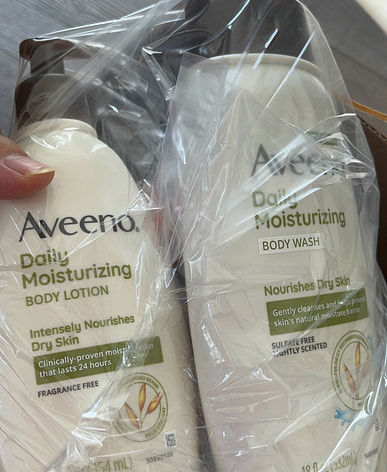 Aveeno.
Daily
Moisturizing
BODY LOTION
Intensely Nourishes
Dry Skin
Clinically-proven
that lasts 24 hours
FRAGRANCE FREE
Aveeno
Daily
Moisturizing
BODY WASH
Nourishes Dry Skin
Gently cleanses and
skin's natural moisture barrier
SULFATE FREE
LIGHTLY SCENTED